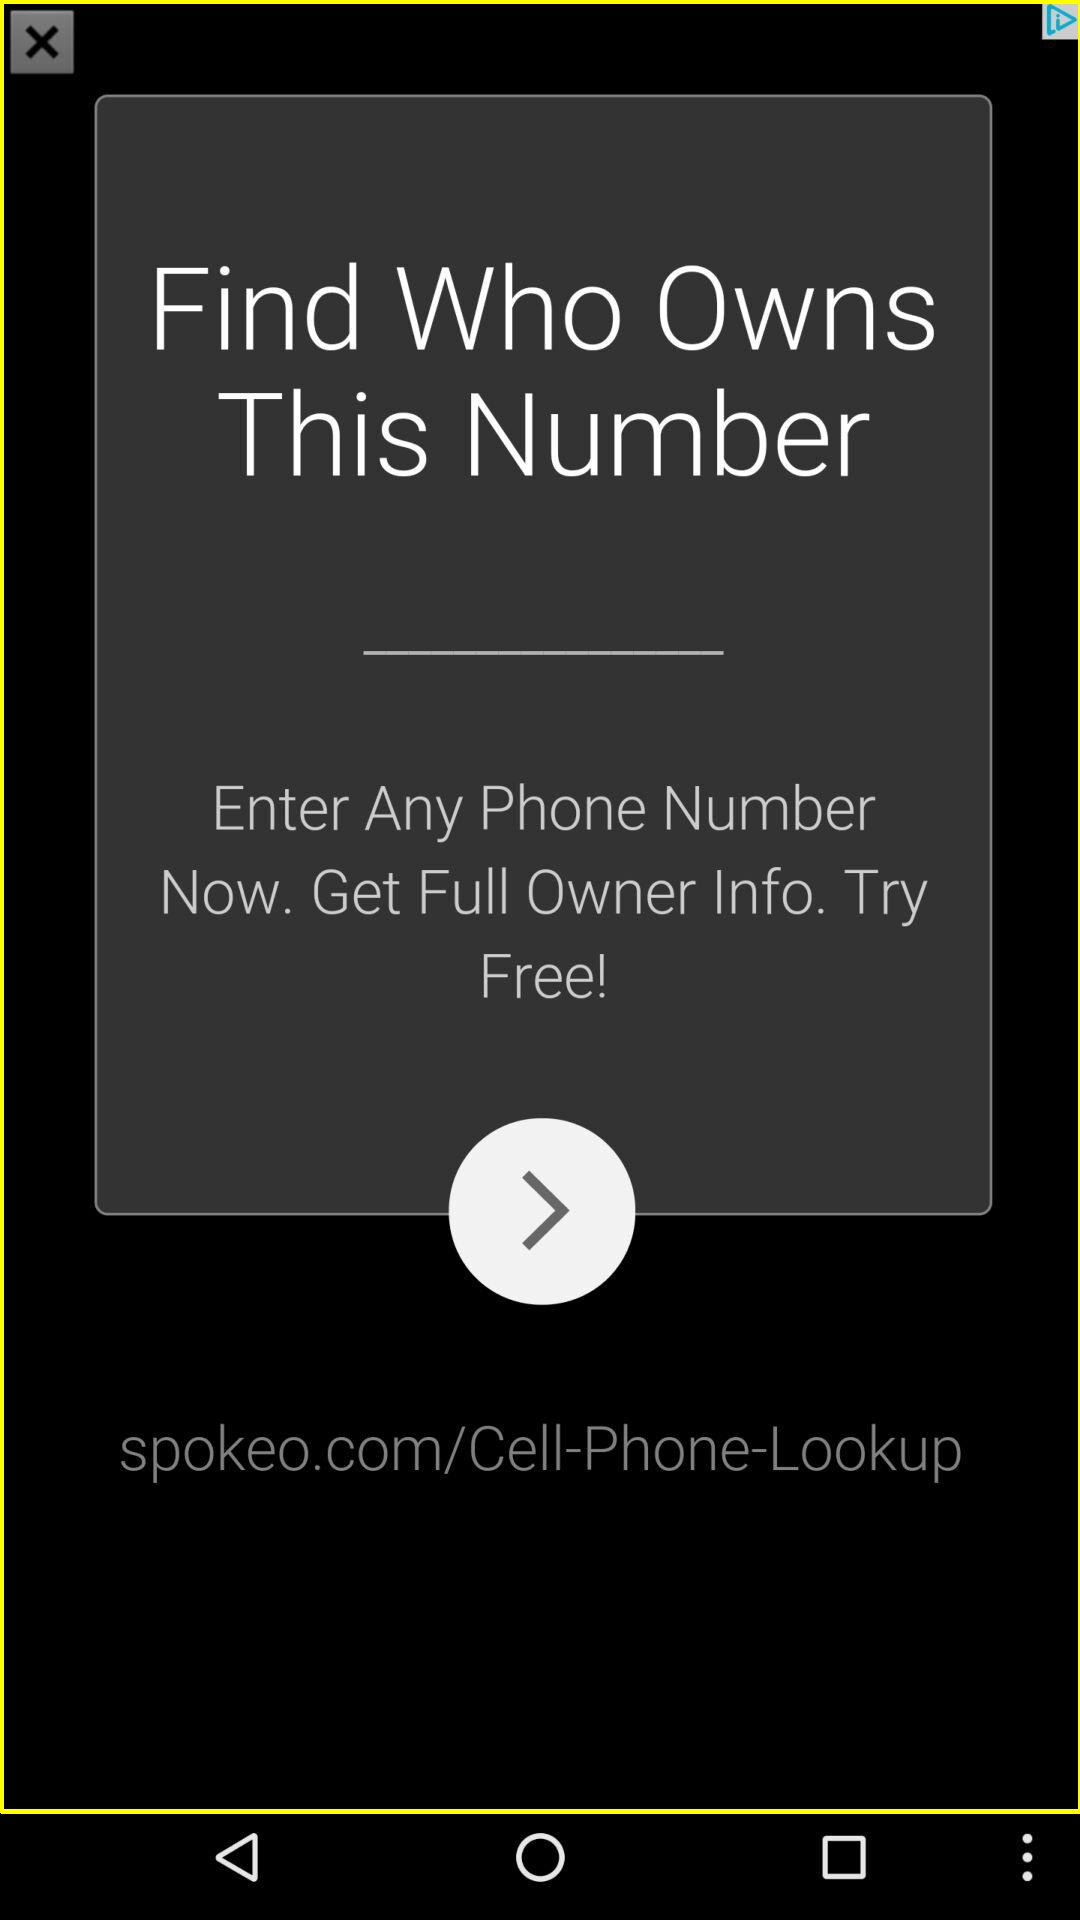 Find Who Owns
This Number
Enter Any Phone Number
Now. Get Full Owner Info. Try
Free!
spokeo.com/Cell-Phone-Lookup